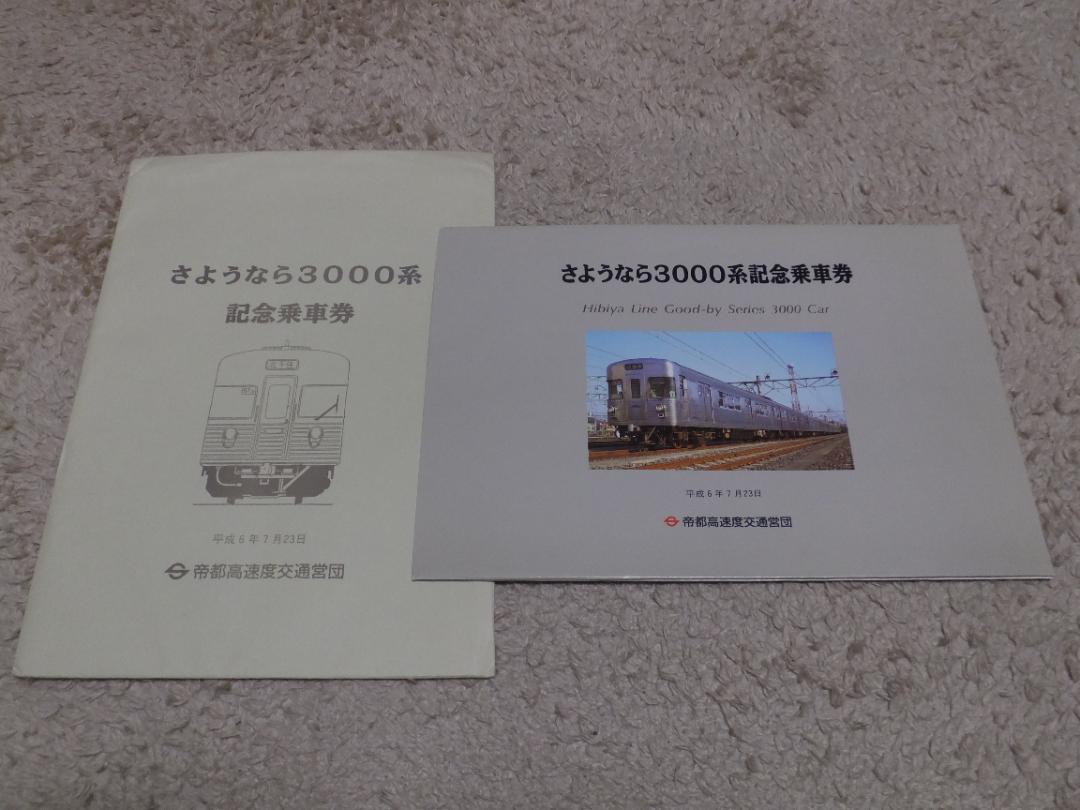 さようなら3000系
記念乗車券
平成6年7月23日
帝都高速度交通営団
さようなら3000系記念乗車券
Hibiya Line Good-by Series 3000 Car
平成6年7月23日
帝都高速度交通営団